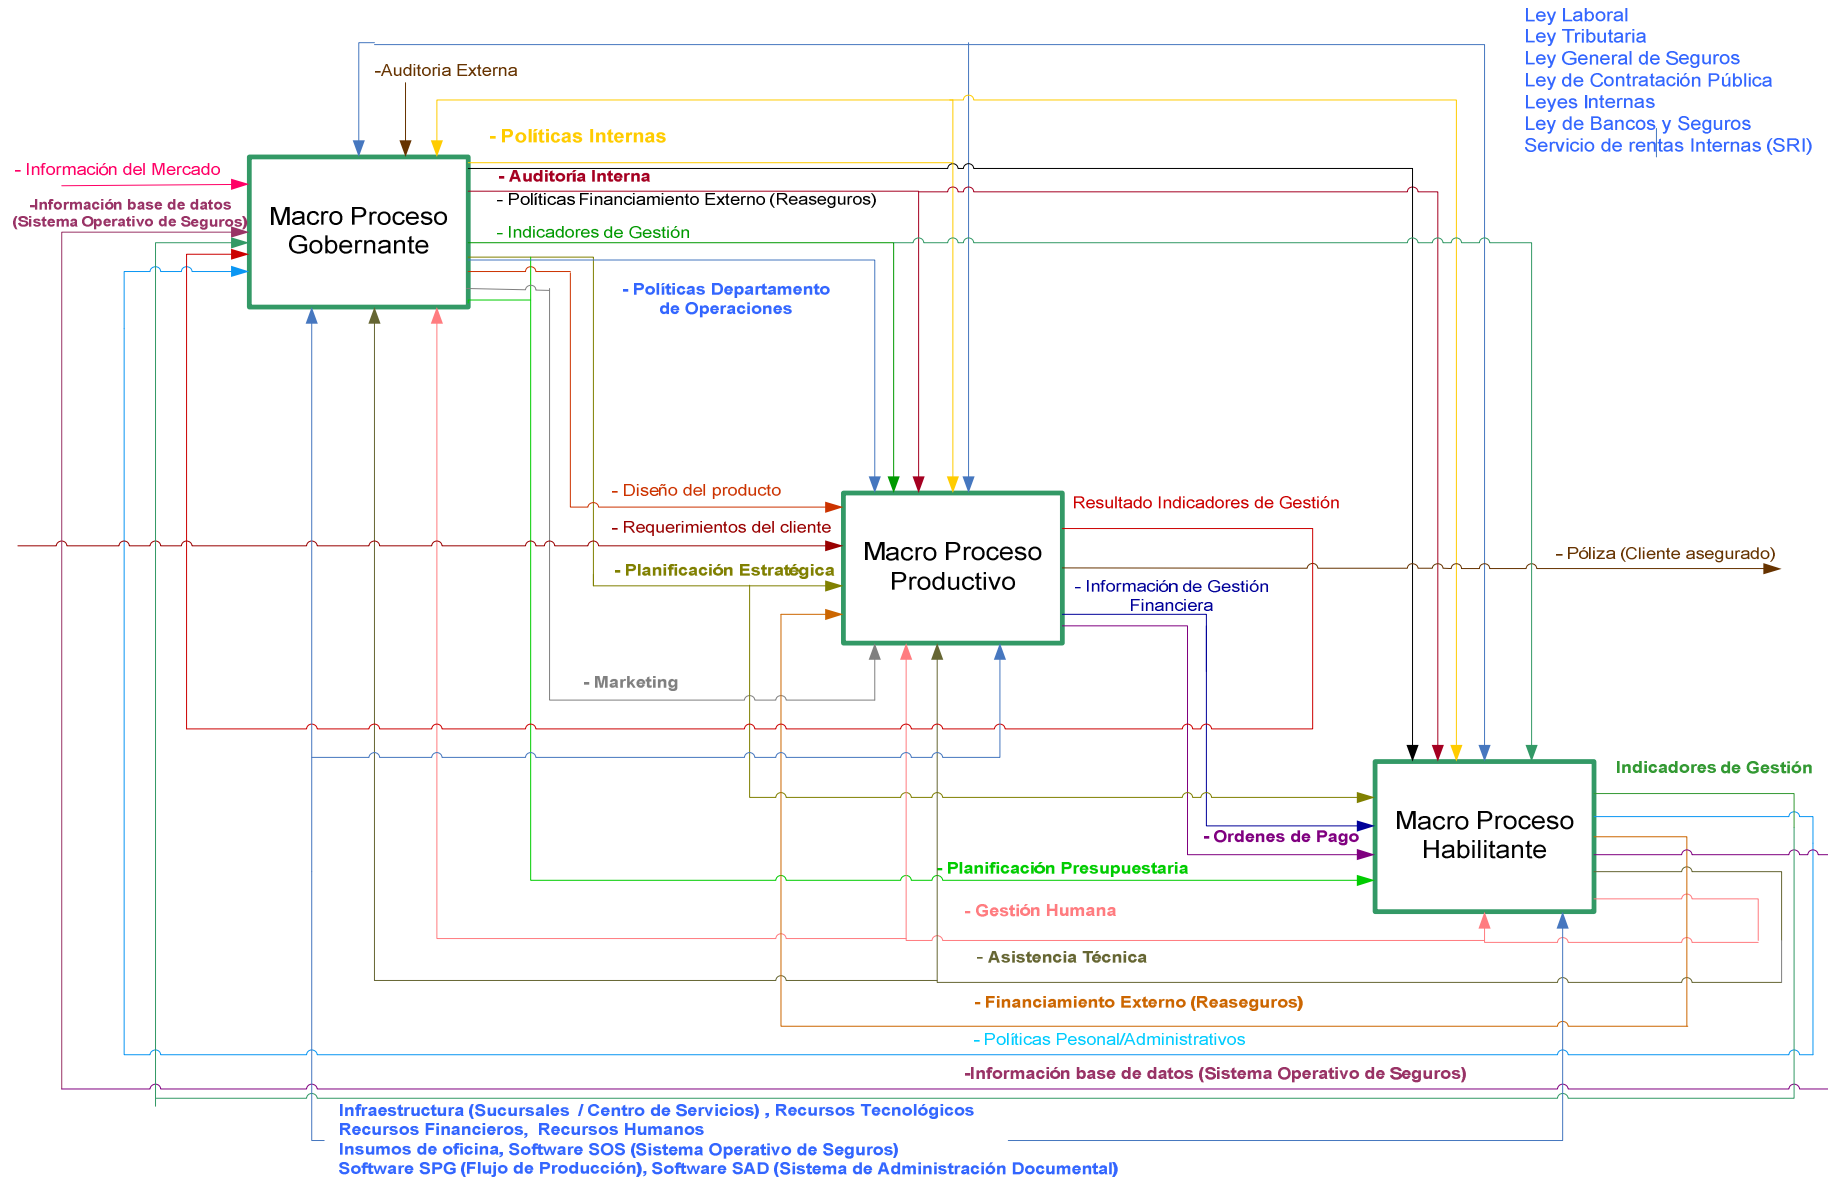 Ley Laboral
Ley Tributaria
Ley General de Seguros
Ley de Contratación Pública
Leyes Internas
Ley de Bancos y Seguros
Servicio de rentas Internas (SRI)
-Auditoria Externa
- Políticas Internas
- Información del Mercado
- Auditoría Interna
-Información base de datos
(Sistema Operativo de Seguros)
- Políticas Financiamiento Externo (Reaseguros)
Macro Proceso
Gobernante
- Indicadores de Gestión
- Políticas Departamento
de Operaciones
- Diseño del producto
Resultado Indicadores de Gestión
- Requerimientos del cliente
Macro Proceso
Productivo
- Póliza (Cliente asegurado)
- Planificación Estratégica
- Información de Gestión
Financiera
- Marketing
Indicadores de Gestión
Macro Proceso
Habilitante
- Ordenes de Pago
- Planificación Presupuestaria
- Gestión Humana
- Asistencia Técnica
- Financiamiento Externo (Reaseguros)
- Políticas Pesonal/Administrativos
-Información base de datos (Sistema Operativo de Seguros)
Infraestructura (Sucursales / Centro de Servicios) , Recursos Tecnológicos
Recursos Financieros, Recursos Humanos
Insumos de oficina, Software SOS (Sistema Operativo de Seguros)
Software SPG (Flujo de Producción), Software SAD (Sistema de Administración Documental)